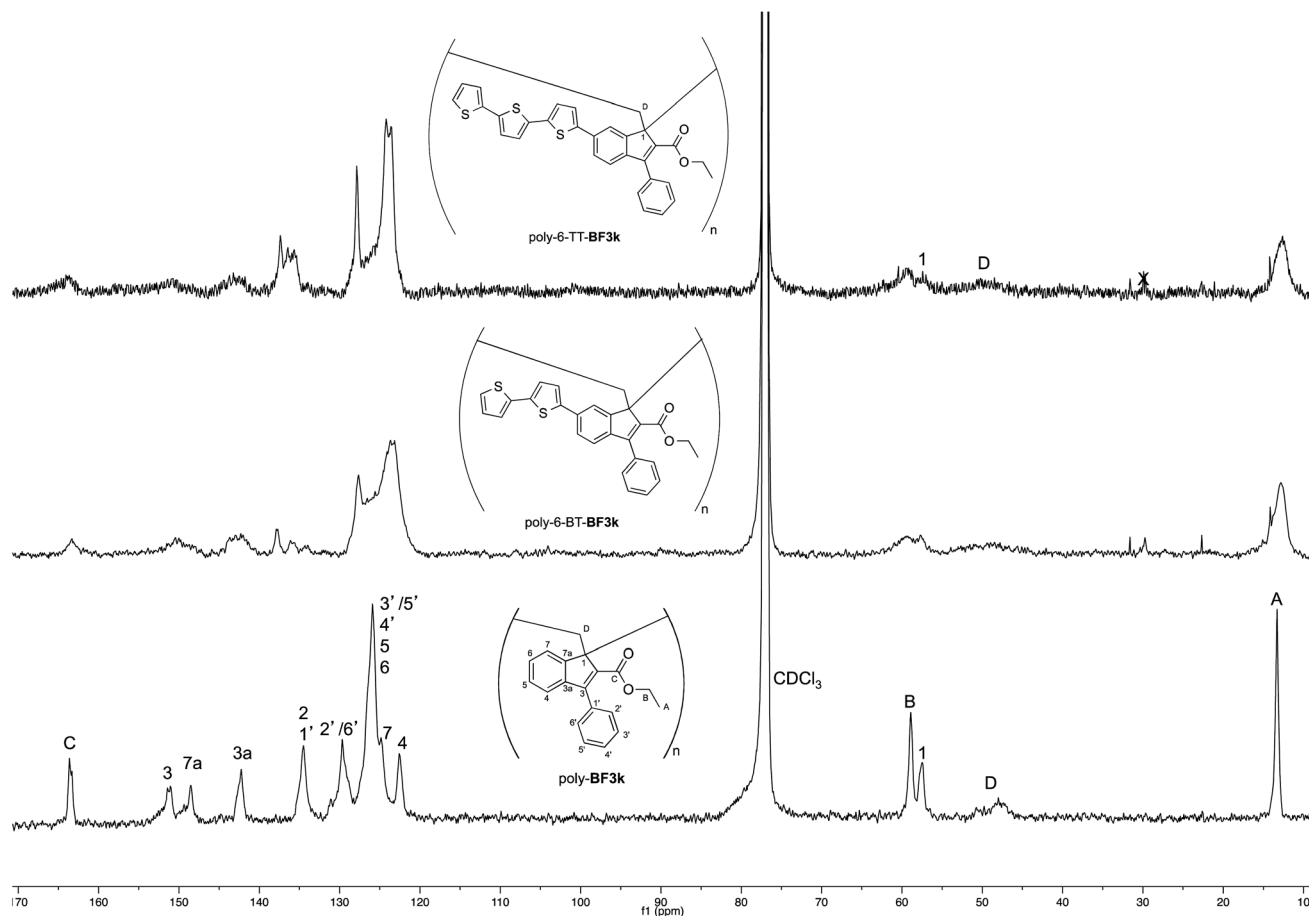 D
S
S
S
1
O
O
poly-6-TT-BF3k
n
1
D
X
S
S
O
O
poly-6-BT-BF3k
n
3' /5'
4'
5
6
C
3
7a
3a
2
1'
2' /6'
7
4
D
7
6
7a
1
O
5
3a
C
O
4
3
B
A
1'
6'
2'
5'
3'
4'
n
poly-BF3k
CDCl3
B
1
D
A
170 160 150 140 130 120 110 100 90 80 70 60 50 40 30 20 10
f1 (ppm)